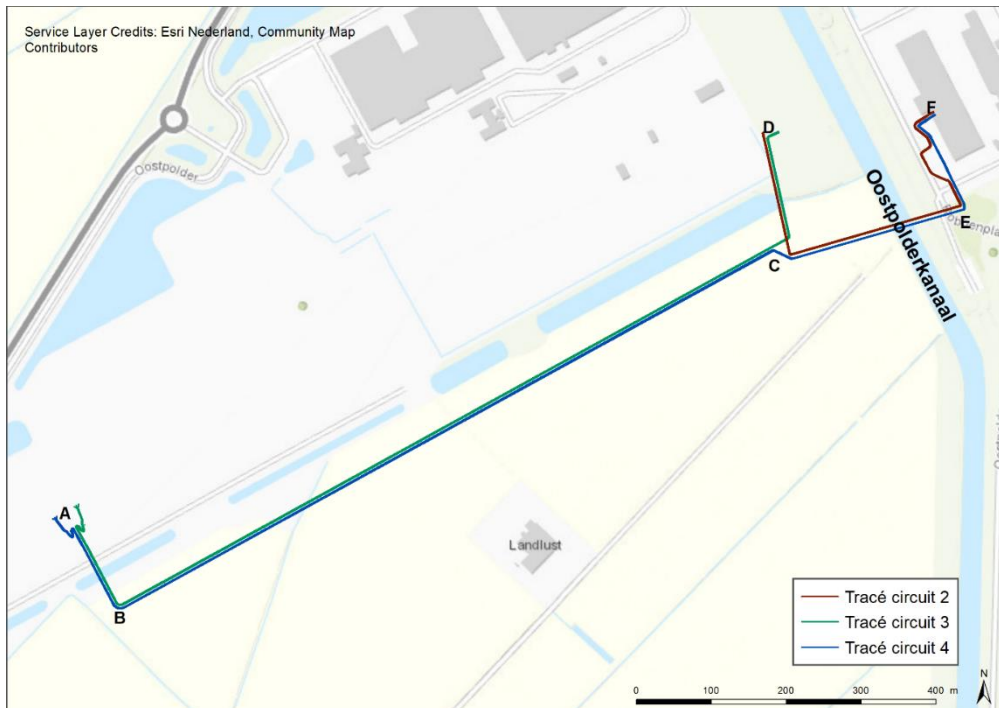 Service Layer Credits: Esri Nederland, Community Map
Contributors
Oostpolder
D
F
Oostpolderkanaal
E
C
A
B
Landlust
Tracé circuit 2
Tracé circuit 3
Tracé circuit 4
0 100 200 300 400 m
N